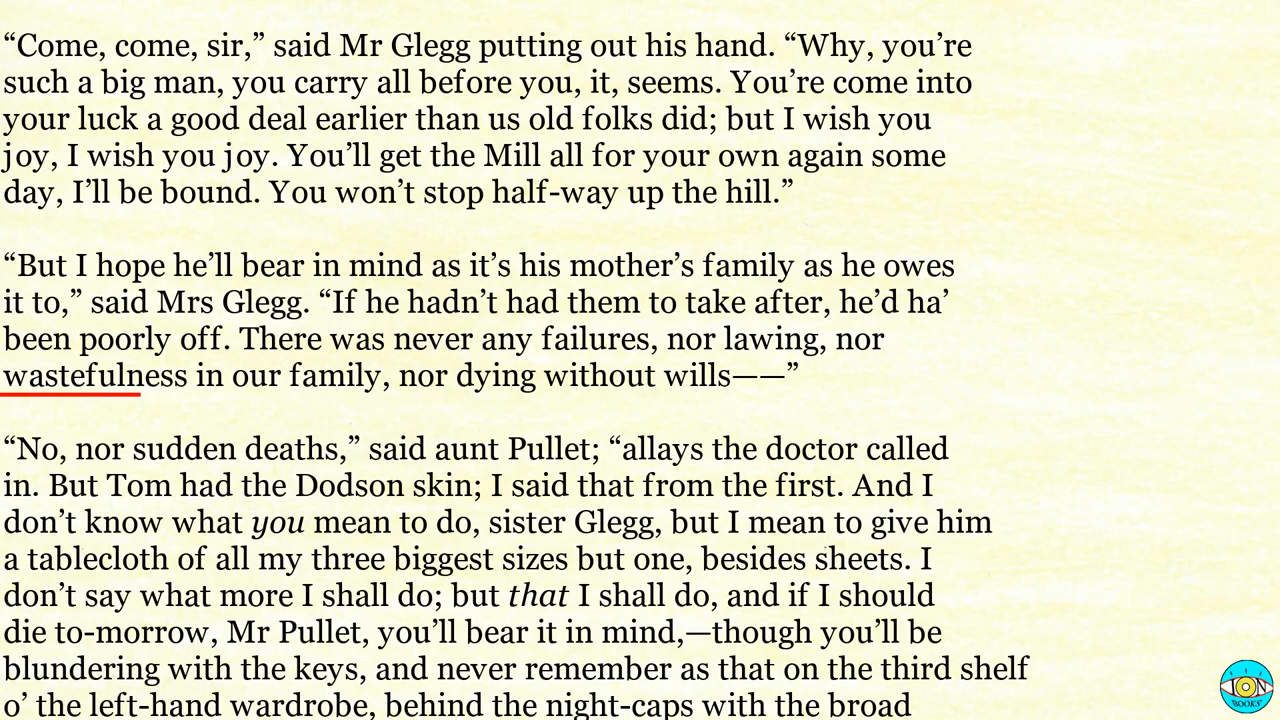 “Come, come, sir,” said Mr Glegg putting out his hand. “Why, you’re
such a big man, you carry all before you, it, seems. You’re come into
your luck a good deal earlier than us old folks did; but I wish you
joy, I wish you joy. You’ll get the Mill all for your own again some
day, I’ll be bound. You won’t stop half-way up the hill.”
“But I hope he’ll bear in mind as it’s his mother’s family as he owes
it to,” said Mrs Glegg. “If he hadn’t had them to take after, he’d ha’
been poorly off. There was never any failures, nor lawing, nor
wastefulness in our family, nor dying without wills——”
“No, nor sudden deaths,” said aunt Pullet; “allays the doctor called
in. But Tom had the Dodson skin; I said that from the first. And I
don’t know what you mean to do, sister Glegg, but I mean to give him
a tablecloth of all my three biggest sizes but one, besides sheets. I
don’t say what more I shall do; but that I shall do, and if I should
die to-morrow, Mr Pullet, you’ll bear it in mind,—though you’ll be
blundering with the keys, and never remember as that on the third shelf
o’ the left-hand wardrobe, behind the night-caps with the broad
ION
BOOKS